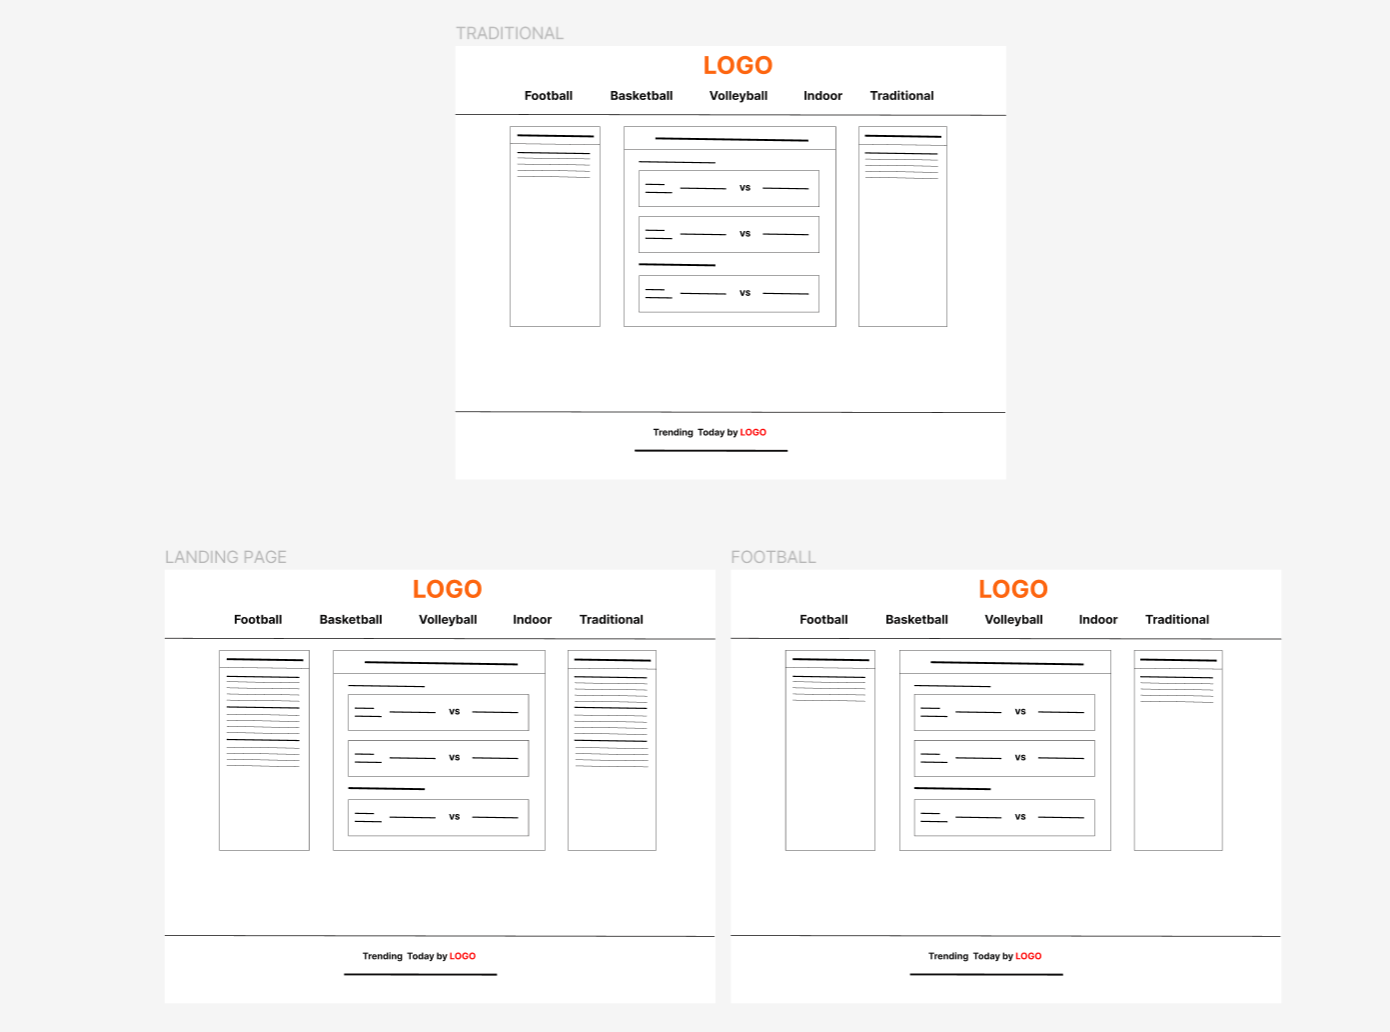 TRADITIONAL
LOGO
Football Basketball Volleyball Indoor Traditional
vs
vs
vs
Trending Today by LOGO
LANDING PAGE
LOGO
Football Basketball Volleyball Indoor Traditional
vs
vs
vs
Trending Today by LOGO
FOOTBALL
LOGO
Football Basketball Volleyball Indoor Traditional
vs
vs
vs
Trending Today by LOGO